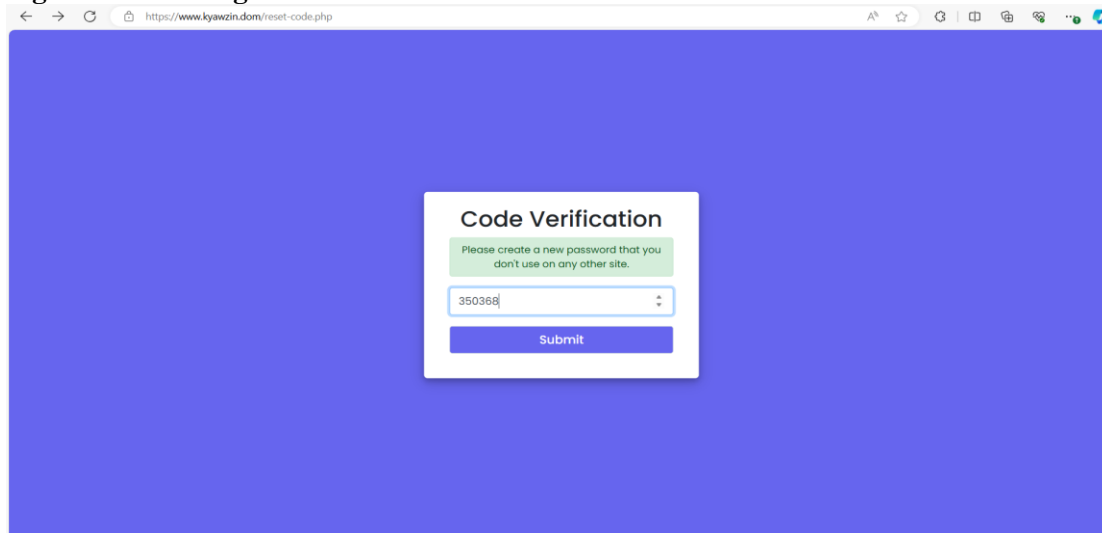 https://www.kyawzin.dom/reset-code.php
Code Verification
Please create a new password that you
don't use on any other site.
350368
Submit